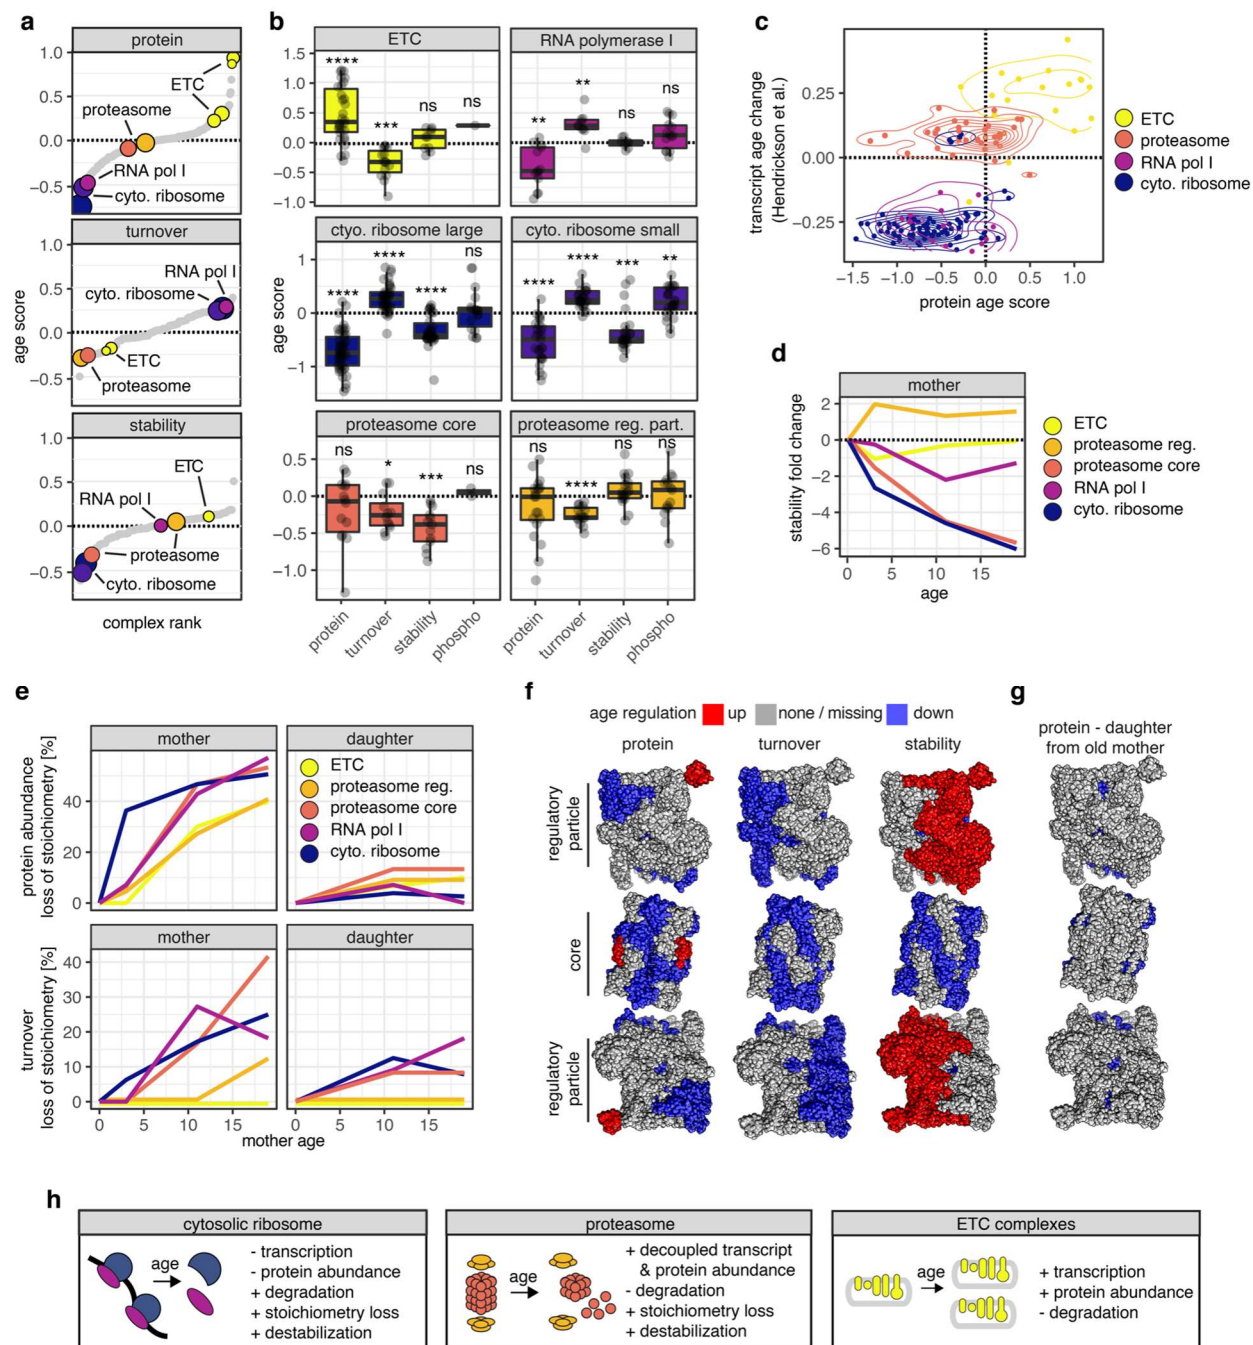 a
protein
1.0
0.5
0.0
−0.5
ETC
proteasome
RNA pol I
cyto. ribosome
turnover
1.0
0.5
0.0
−0.5
RNA pol I
cyto. ribosome
ETC
proteasome
stability
1.0
0.5
0.0
−0.5
ETC
RNA pol I
proteasome
cyto. ribosome
age score
complex rank
b
ETC
RNA polymerase I
1.5
1.0
0.5
0.0
−0.5
−1.0
**** *** ns ns
** ** ns ns
ctyo. ribosome large
cyto. ribosome small
1
0
−1
**** **** **** ns
**** **** *** **
proteasome core
proteasome reg. part.
0.5
0.0
−0.5
−1.0
ns * *** ns
ns **** ns ns
age score
protein turnover stability phospho
protein turnover stability phospho
c
transcript age change
(Hendrickson et al.)
0.25
0.00
−0.25
−1.5 −1.0 −0.5 0.0 0.5 1.0
protein age score
ETC
proteasome
RNA pol I
cyto. ribosome
d
mother
stability fold change
2
0
−2
−4
−6
0 5 10 15
age
ETC
proteasome reg.
proteasome core
RNA pol I
cyto. ribosome
e
mother
daughter
protein abundance
loss of stoichiometry [%]
40
20
0
ETC
proteasome reg.
proteasome core
RNA pol I
cyto. ribosome
mother
daughter
turnover
loss of stoichiometry [%]
40
30
20
10
0
0 5 10 15
0 5 10 15
mother age
f
age regulation up none / missing down
protein turnover stability
regulatory
particle
core
regulatory
particle
g
protein - daughter
from old mother
h
cytosolic ribosome
age
- transcription
- protein abundance
+ degradation
+ stoichiometry loss
+ destabilization
proteasome
age
+ decoupled transcript
& protein abundance
- degradation
+ stoichiometry loss
+ destabilization
ETC complexes
age
+ transcription
+ protein abundance
- degradation